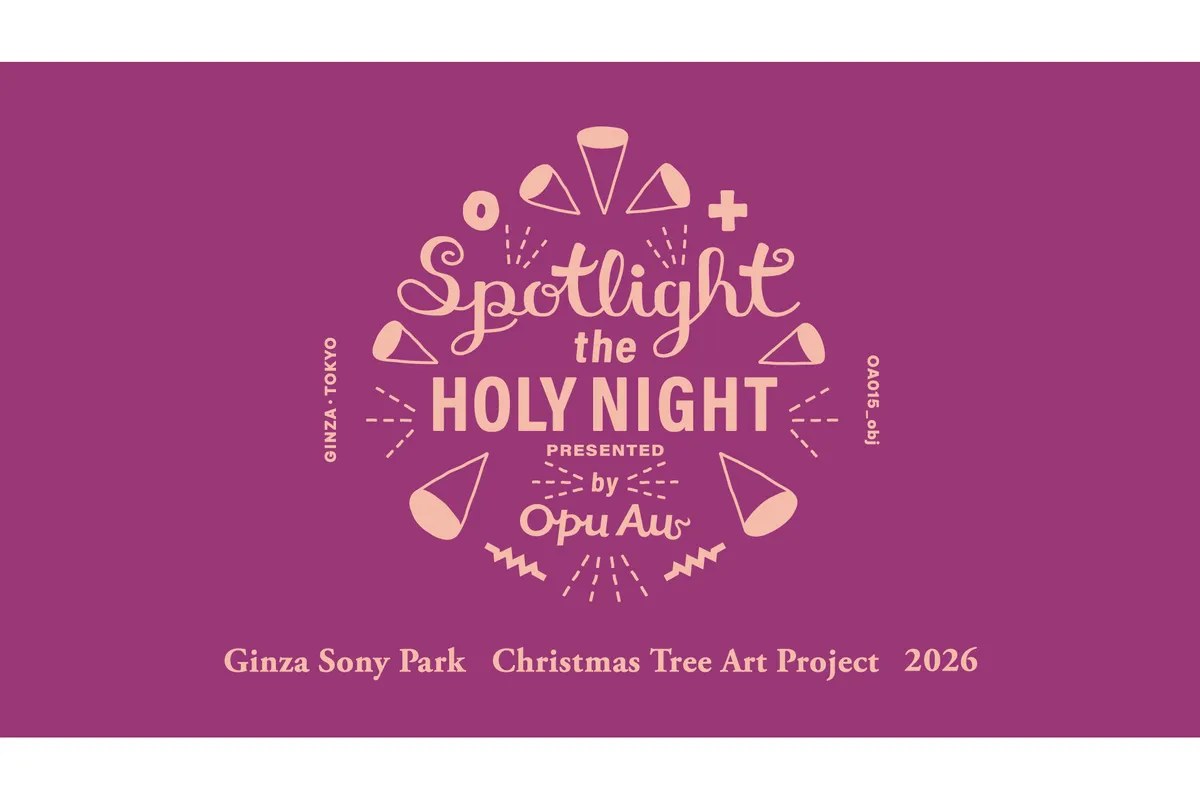 Spotlight
the
HOLY NIGHT
PRESENTED
by
Opu Au
GINZA・TOKYO
OA015_obj
Ginza Sony Park Christmas Tree Art Project 2026